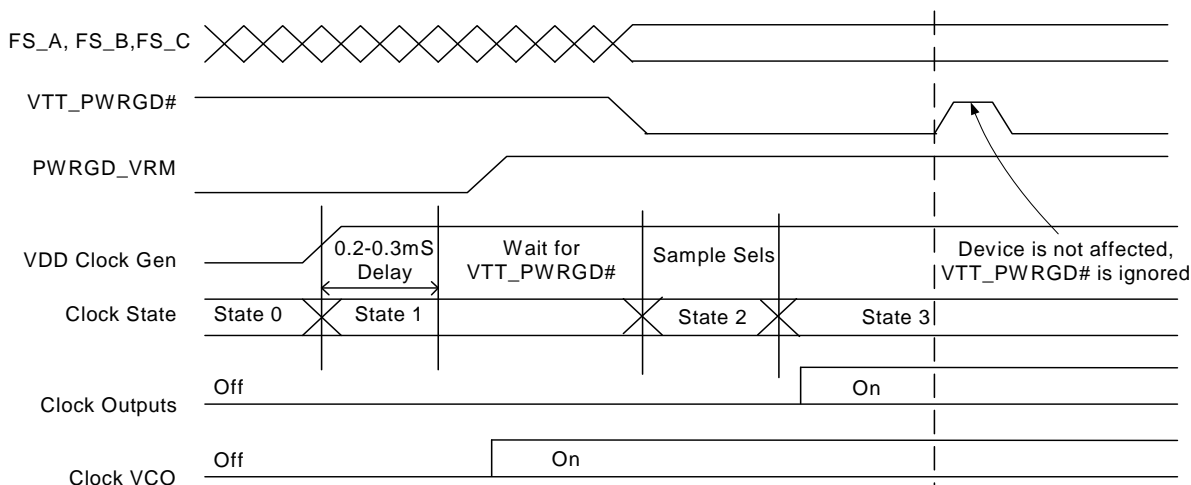 FS_A, FS_B,FS_C
VTT_PWRGD#
PWRGD_VRM
VDD Clock Gen
0.2-0.3mS
Delay
Wait for
VTT_PWRGD#
Sample Sels
Device is not affected,
VTT_PWRGD# is ignored
Clock State
State 0
State 1
State 2
State 3
Clock Outputs
Off
On
Clock VCO
Off
On